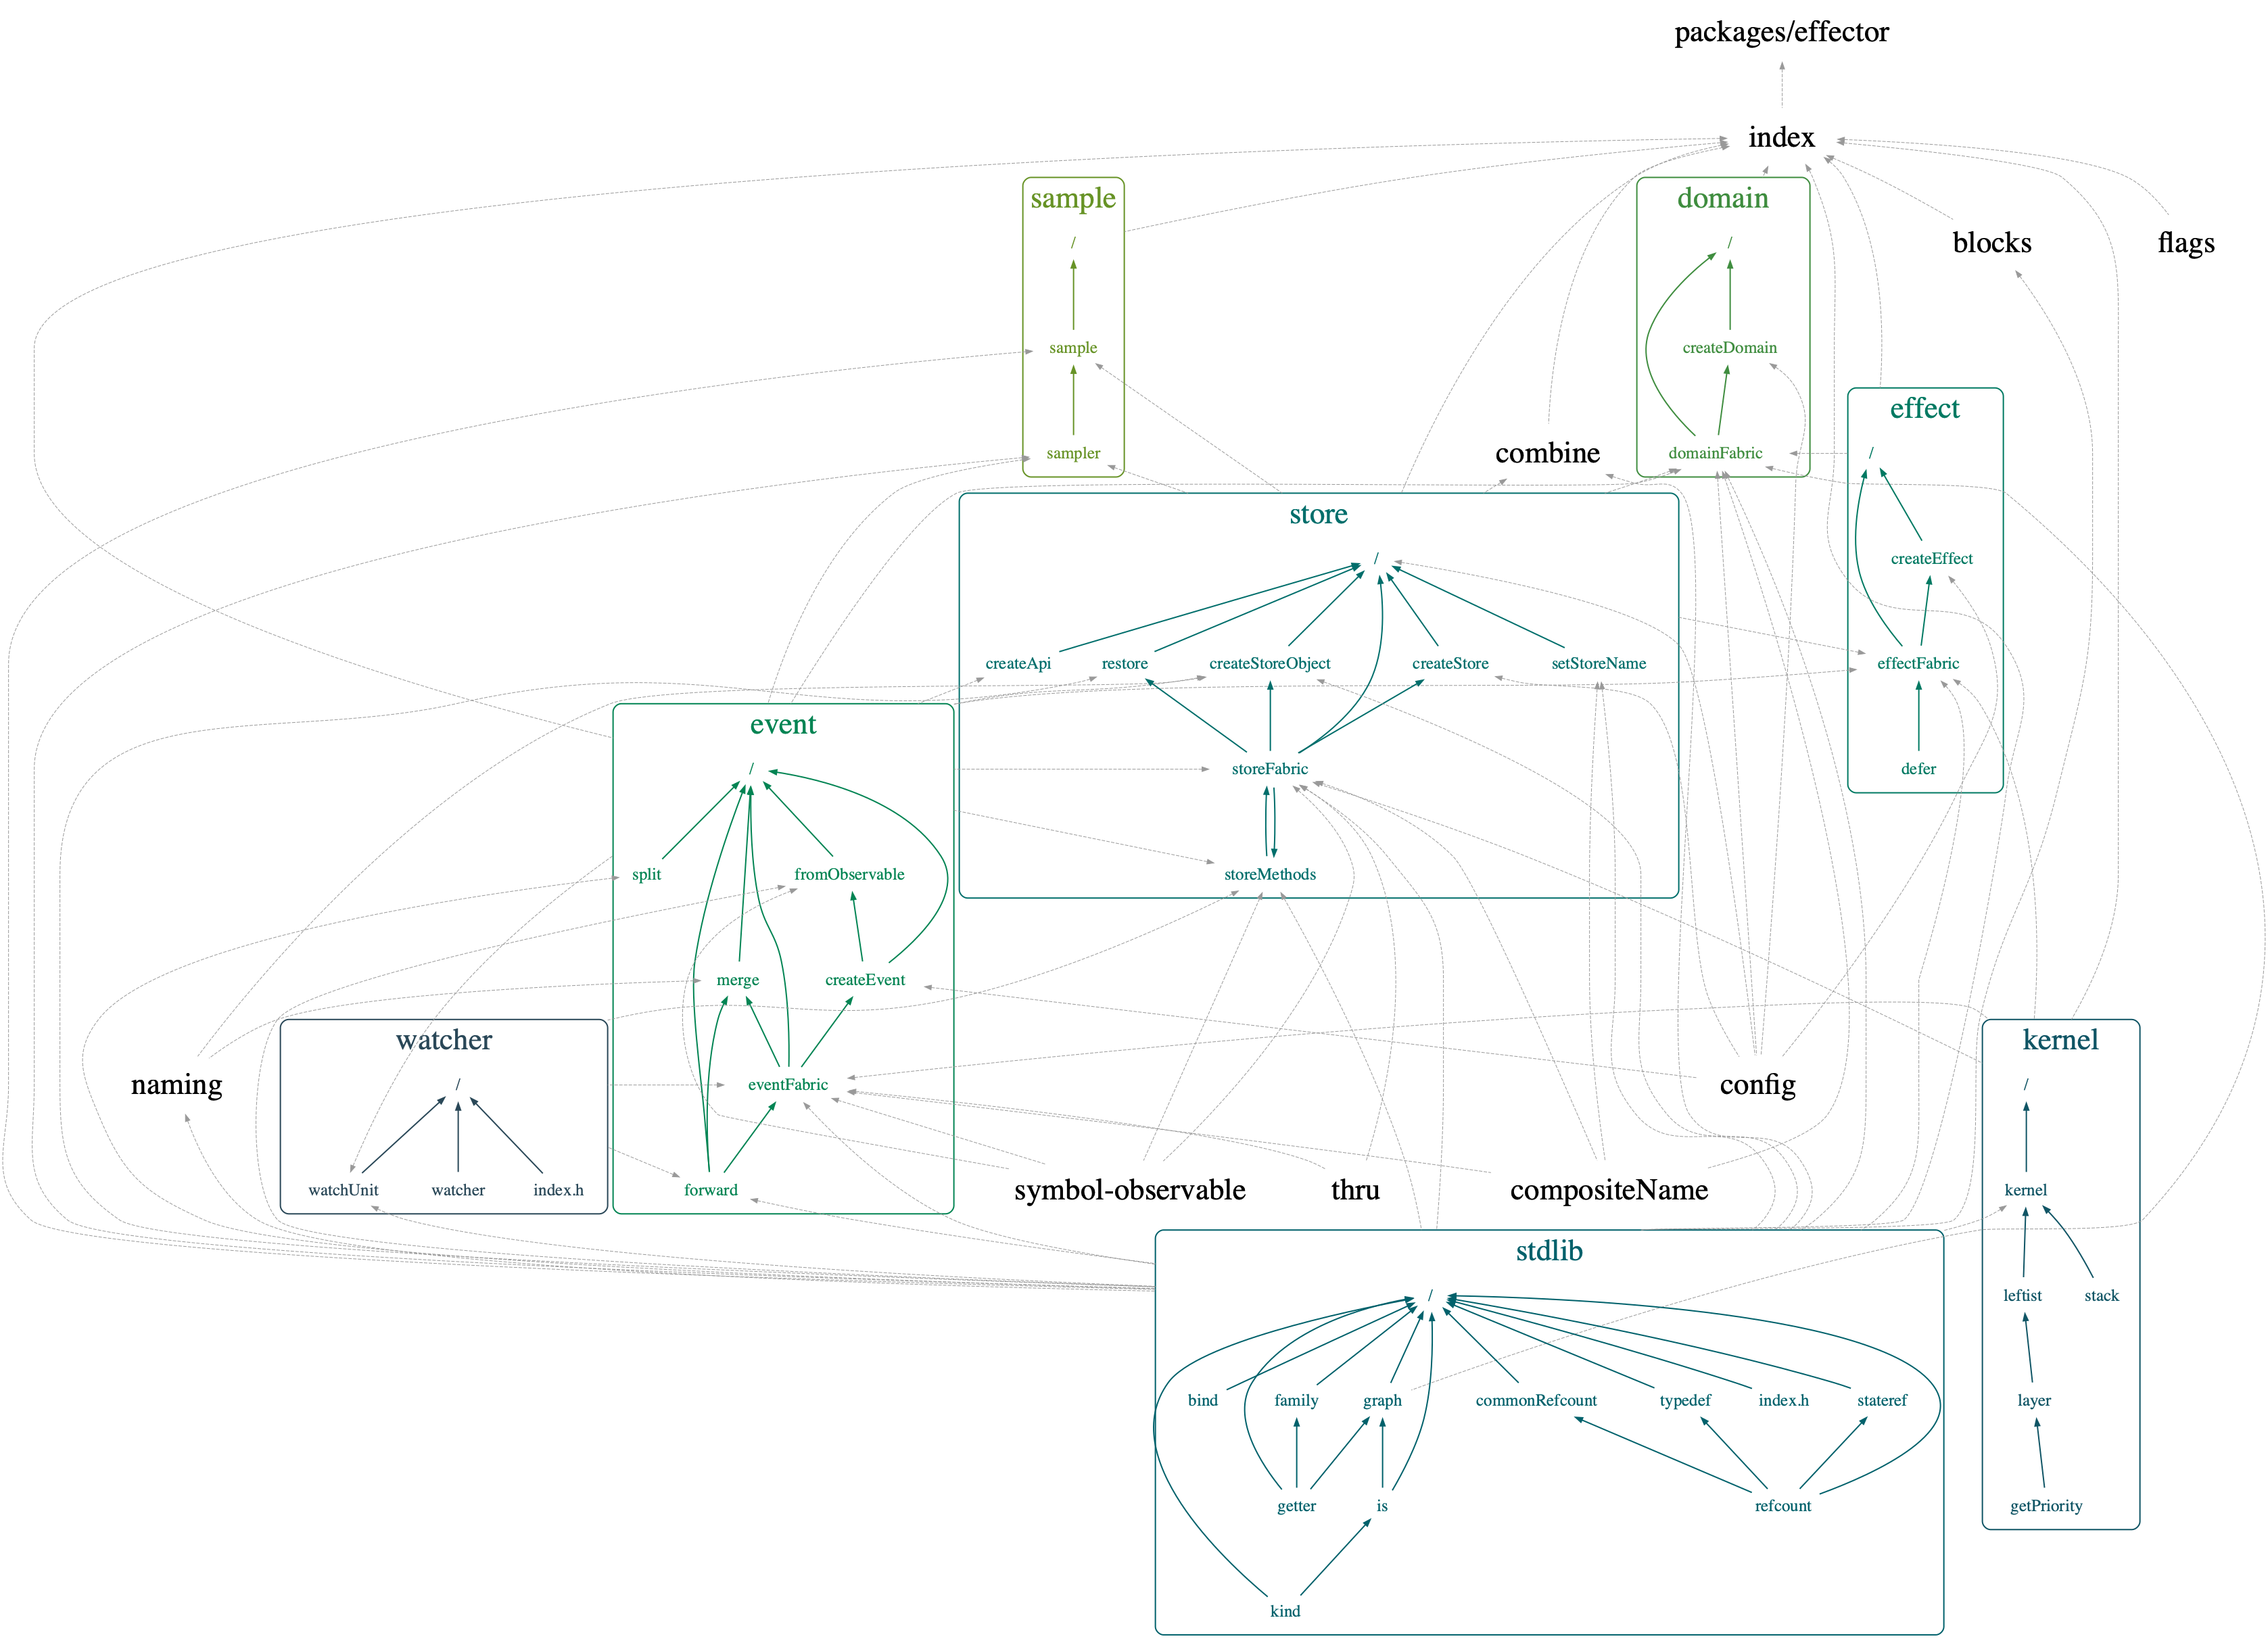 packages/effector
index
sample
/
sample
sampler
domain
/
createDomain
domainFabric
blocks
flags
combine
effect
/
createEffect
effectFabric
defer
store
/
createApi
restore
createStoreObject
createStore
setStoreName
storeFabric
storeMethods
event
/
split
fromObservable
merge
createEvent
eventFabric
forward
naming
watcher
/
watchUnit
watcher
index.h
symbol-observable
thru
compositeName
config
kernel
/
kernel
leftist
stack
layer
getPriority
stdlib
/
bind
family
graph
commonRefcount
typedef
index.h
stateref
getter
is
refcount
kind